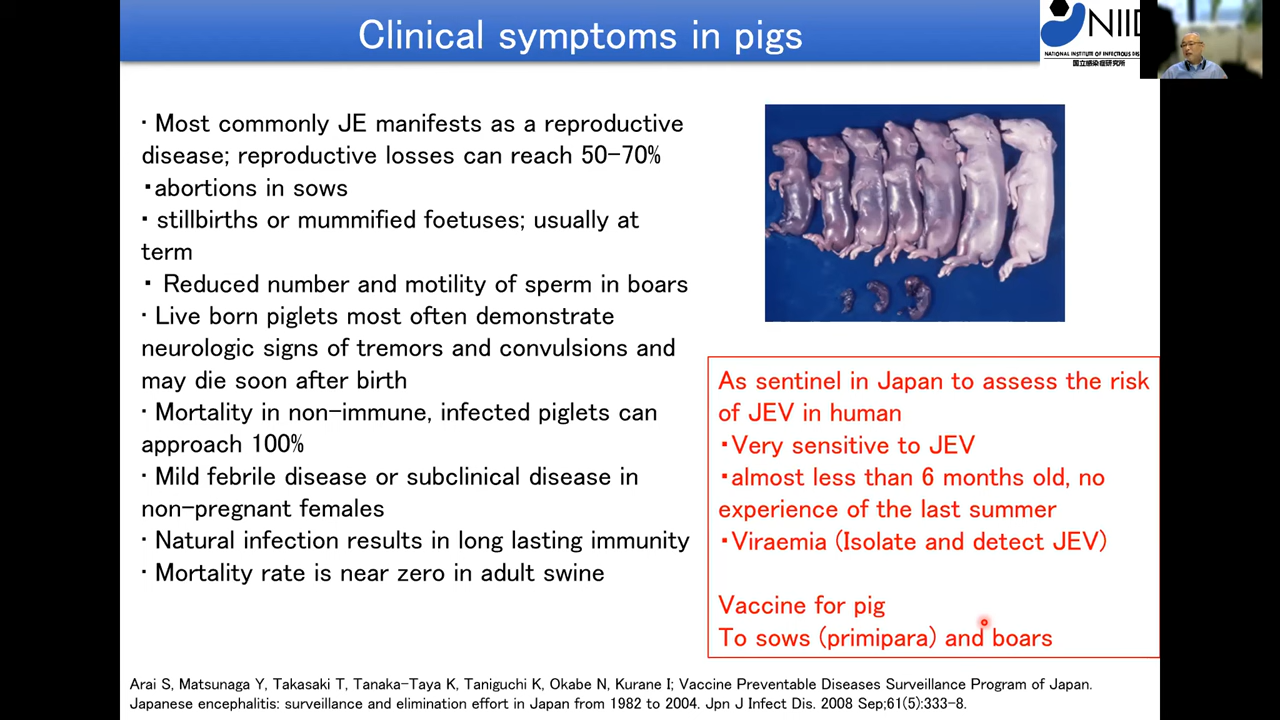 Clinical symptoms in pigs
NIID
NATIONAL INSTITUTE OF INFECTIOUS
国立感染症研究所
· Most commonly JE manifests as a reproductive
disease; reproductive losses can reach 50-70%
・abortions in sows
· stillbirths or mummified foetuses; usually at
term
· Reduced number and motility of sperm in boars
· Live born piglets most often demonstrate
neurologic signs of tremors and convulsions and
may die soon after birth
· Mortality in non-immune, infected piglets can
approach 100%
· Mild febrile disease or subclinical disease in
non-pregnant females
· Natural infection results in long lasting immunity
· Mortality rate is near zero in adult swine
As sentinel in Japan to assess the risk
of JEV in human
・Very sensitive to JEV
・almost less than 6 months old, no
experience of the last summer
・Viraemia (Isolate and detect JEV)
Vaccine for pig
To sows (primipara) and boars
Arai S, Matsunaga Y, Takasaki T, Tanaka-Taya K, Taniguchi K, Okabe N, Kurane I; Vaccine Preventable Diseases Surveillance Program of Japan.
Japanese encephalitis: surveillance and elimination effort in Japan from 1982 to 2004. Jpn J Infect Dis. 2008 Sep;61(5):333-8.